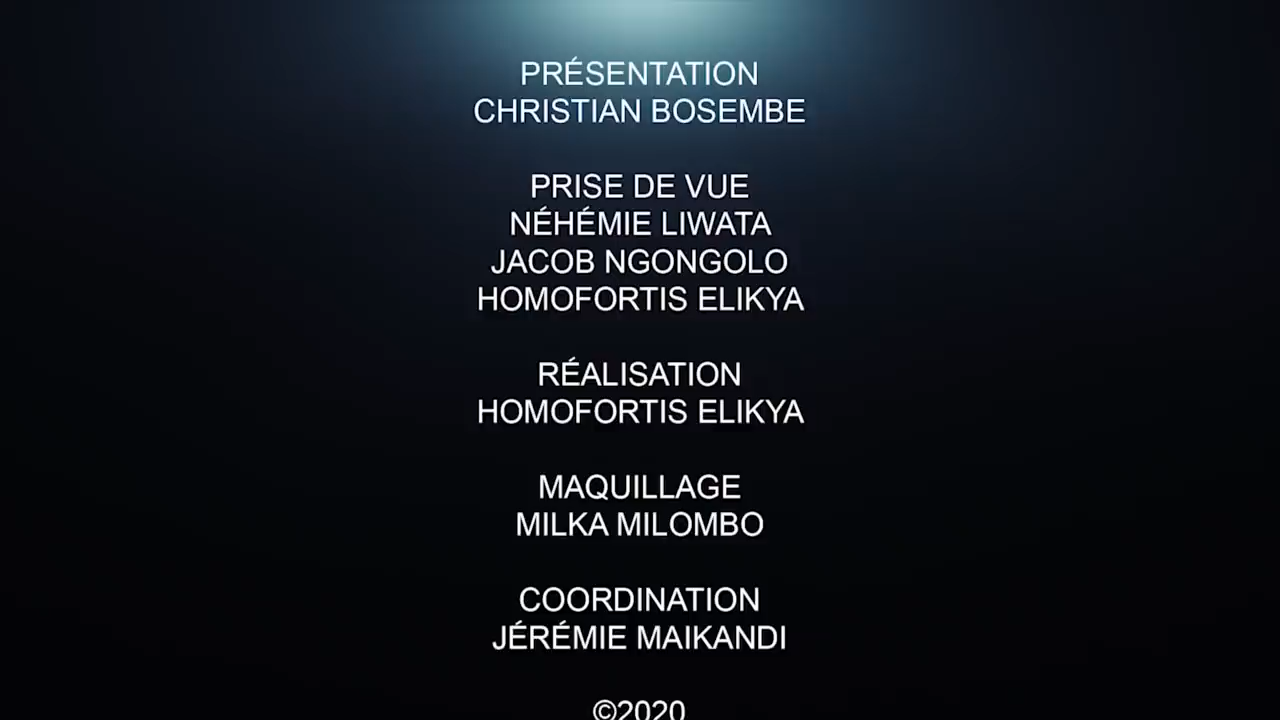 PRÉSENTATION
CHRISTIAN BOSEMBE
PRISE DE VUE
NÉHÉMIE LIWATA
JACOB NGONGOLO
HOMOFORTIS ELIKYA
RÉALISATION
HOMOFORTIS ELIKYA
MAQUILLAGE
MILKA MILOMBO
COORDINATION
JÉRÉMIE MAIKANDI
©2020